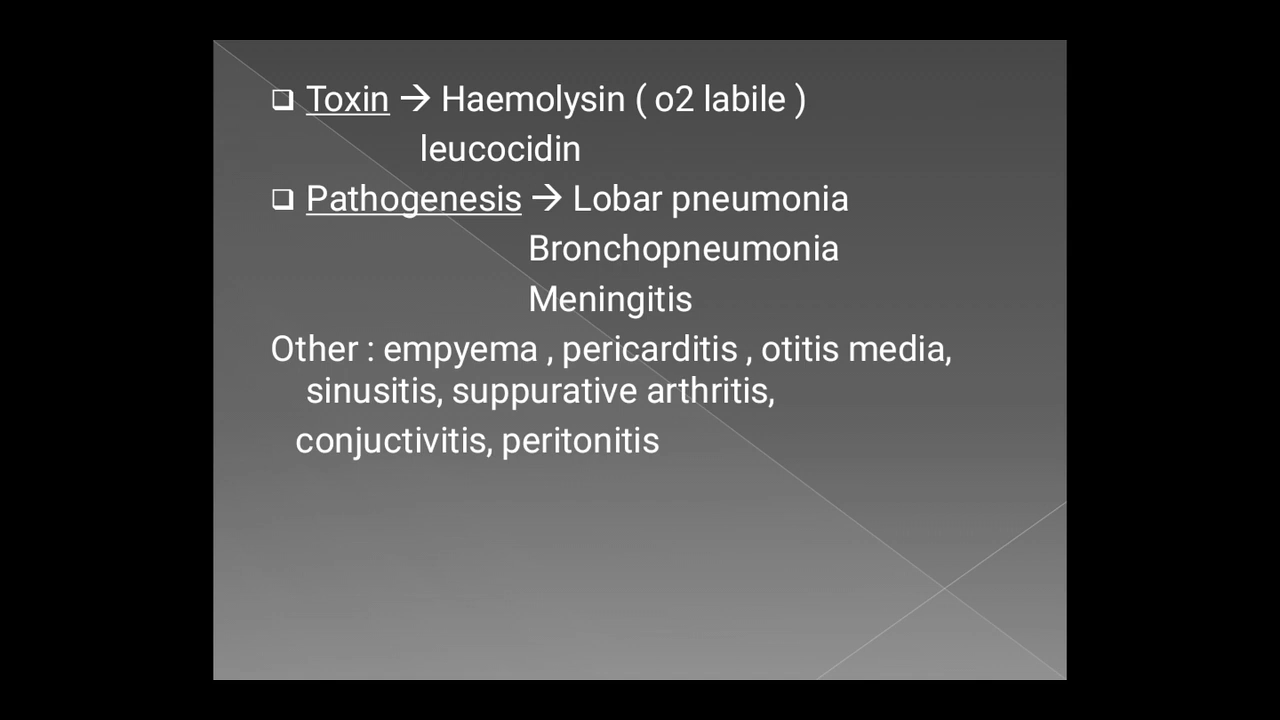 ❑ Toxin → Haemolysin ( o2 labile )
leucocidin
❑ Pathogenesis → Lobar pneumonia
Bronchopneumonia
Meningitis
Other : empyema , pericarditis , otitis media,
sinusitis, suppurative arthritis,
conjuctivitis, peritonitis